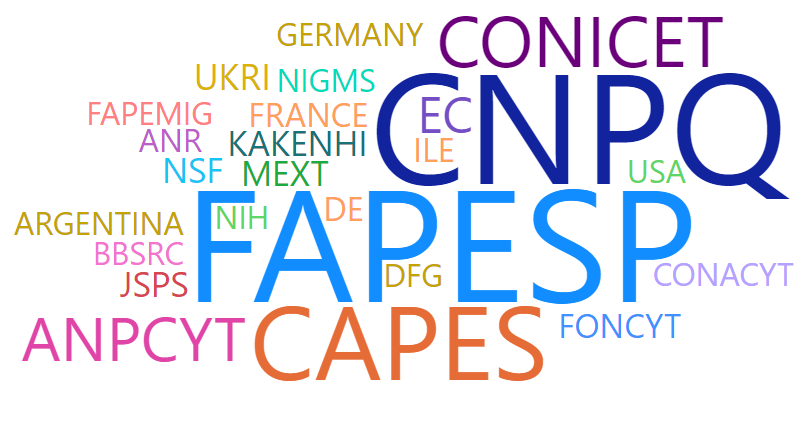 GERMANY
CONICET
UKRI
NIGMS
CNPQ
FAPEMIG
FRANCE
EC
ANR
KAKENHI
ILE
NSF
MEXT
USA
ARGENTINA
NIH
DE
FAPESP
BBSRC
JSPS
DFG
CONACYT
ANPCYT
CAPES
FONCYT